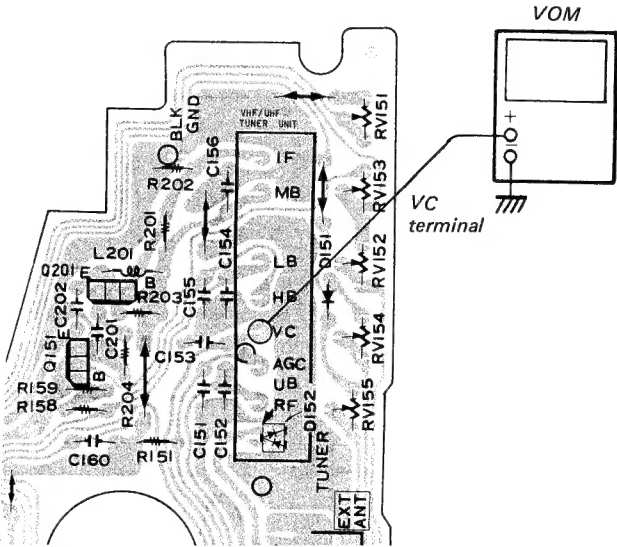 VOM
+
−
VC
terminal
VHF/UHF
TUNER UNIT
BLK
GND
IF
MB
LB
HB
VC
AGC
UB
RF
TUNER
EXT
ANT
RV151
RV153
RV152
RV154
RV155
D151
D152
C156
C154
C155
C153
C151
C152
R202
R201
L201
Q201 E
B
R203
C202
C201
E
Q151
B
R159
R158
R204
C160
R151